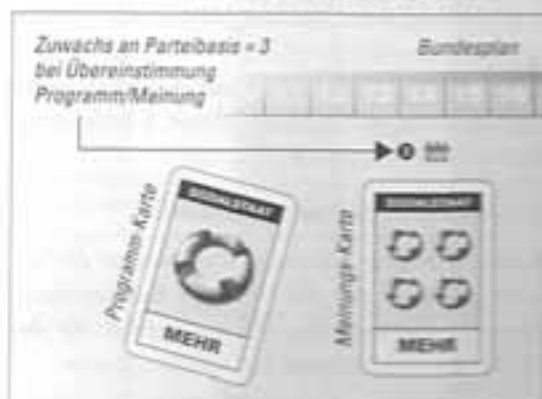 Zuwachs an Parteibasis = 3
bei Übereinstimmung
Programm/Meinung
Bundesplan
Programm-Karte
SOZIALSTAAT
MEHR
Meinungs-Karte
SOZIALSTAAT
MEHR